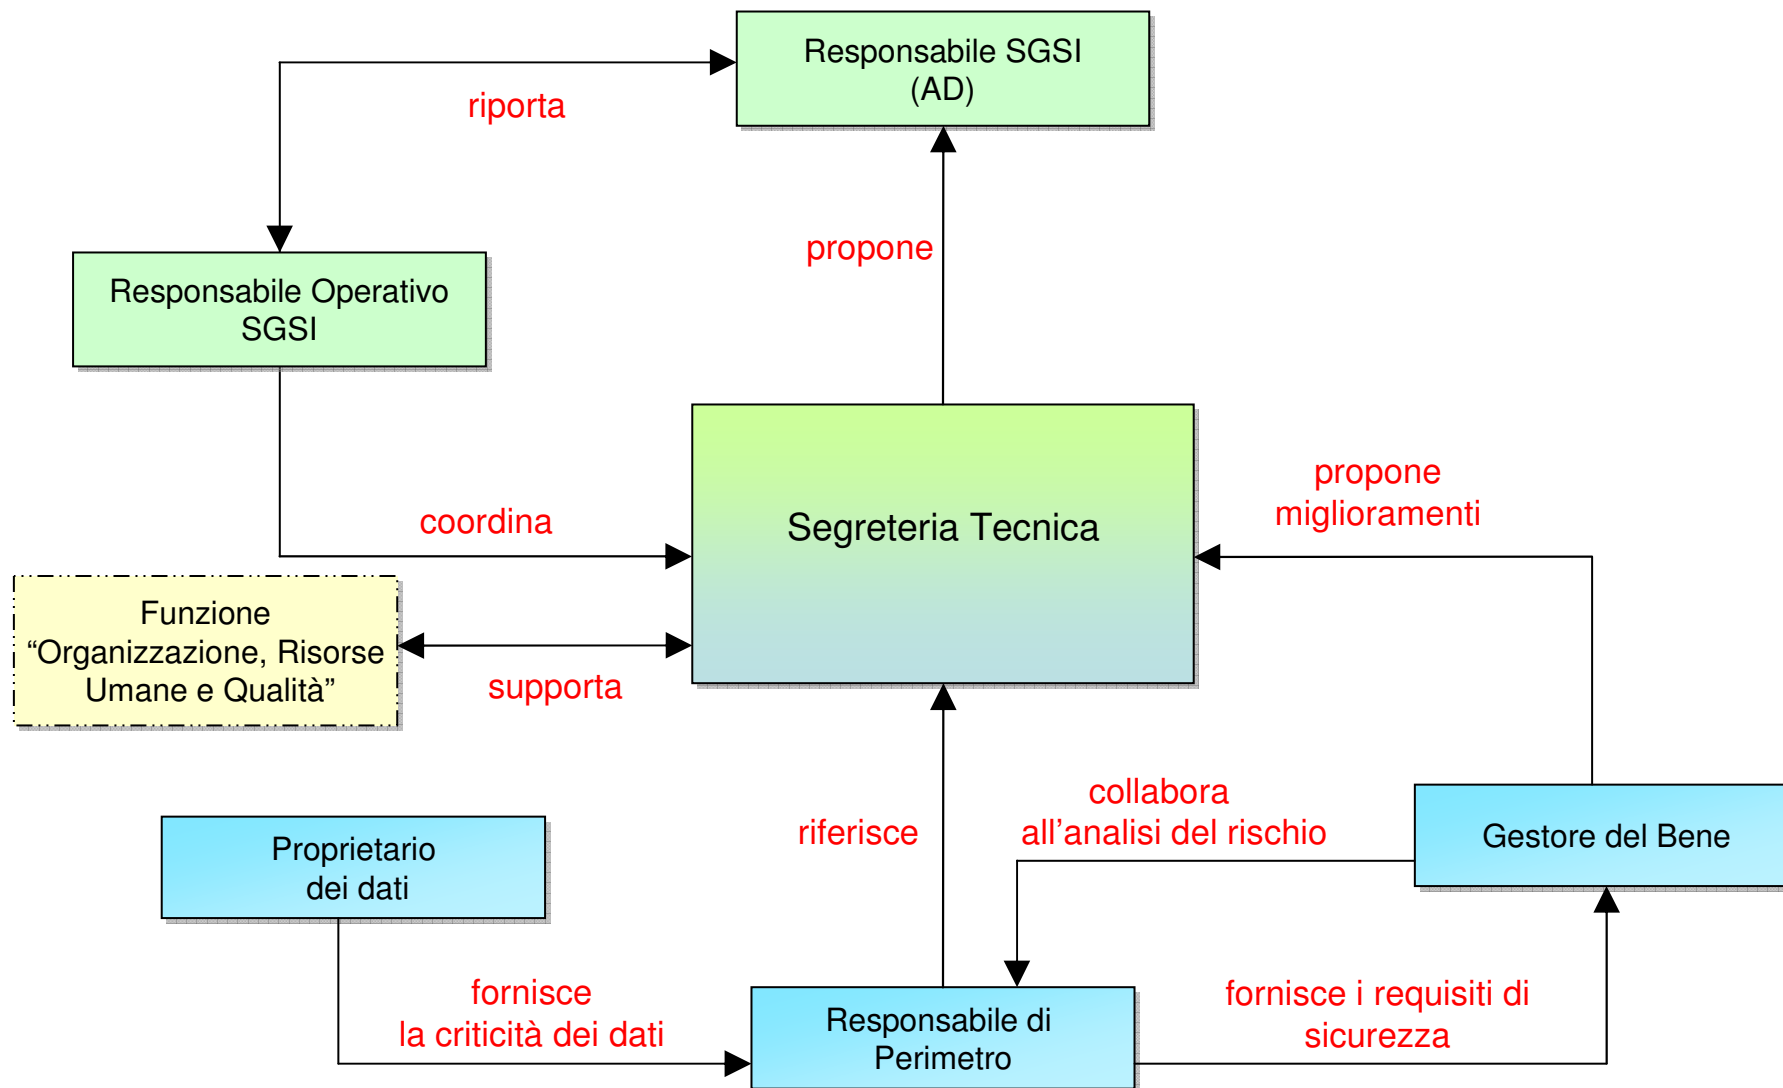 Responsabile SGSI
(AD)
riporta
propone
Responsabile Operativo
SGSI
propone
miglioramenti
coordina
Segreteria Tecnica
Funzione
“Organizzazione, Risorse
Umane e Qualità”
supporta
collabora
all’analisi del rischio
riferisce
Gestore del Bene
Proprietario
dei dati
fornisce
la criticità dei dati
Responsabile di
Perimetro
fornisce i requisiti di
sicurezza